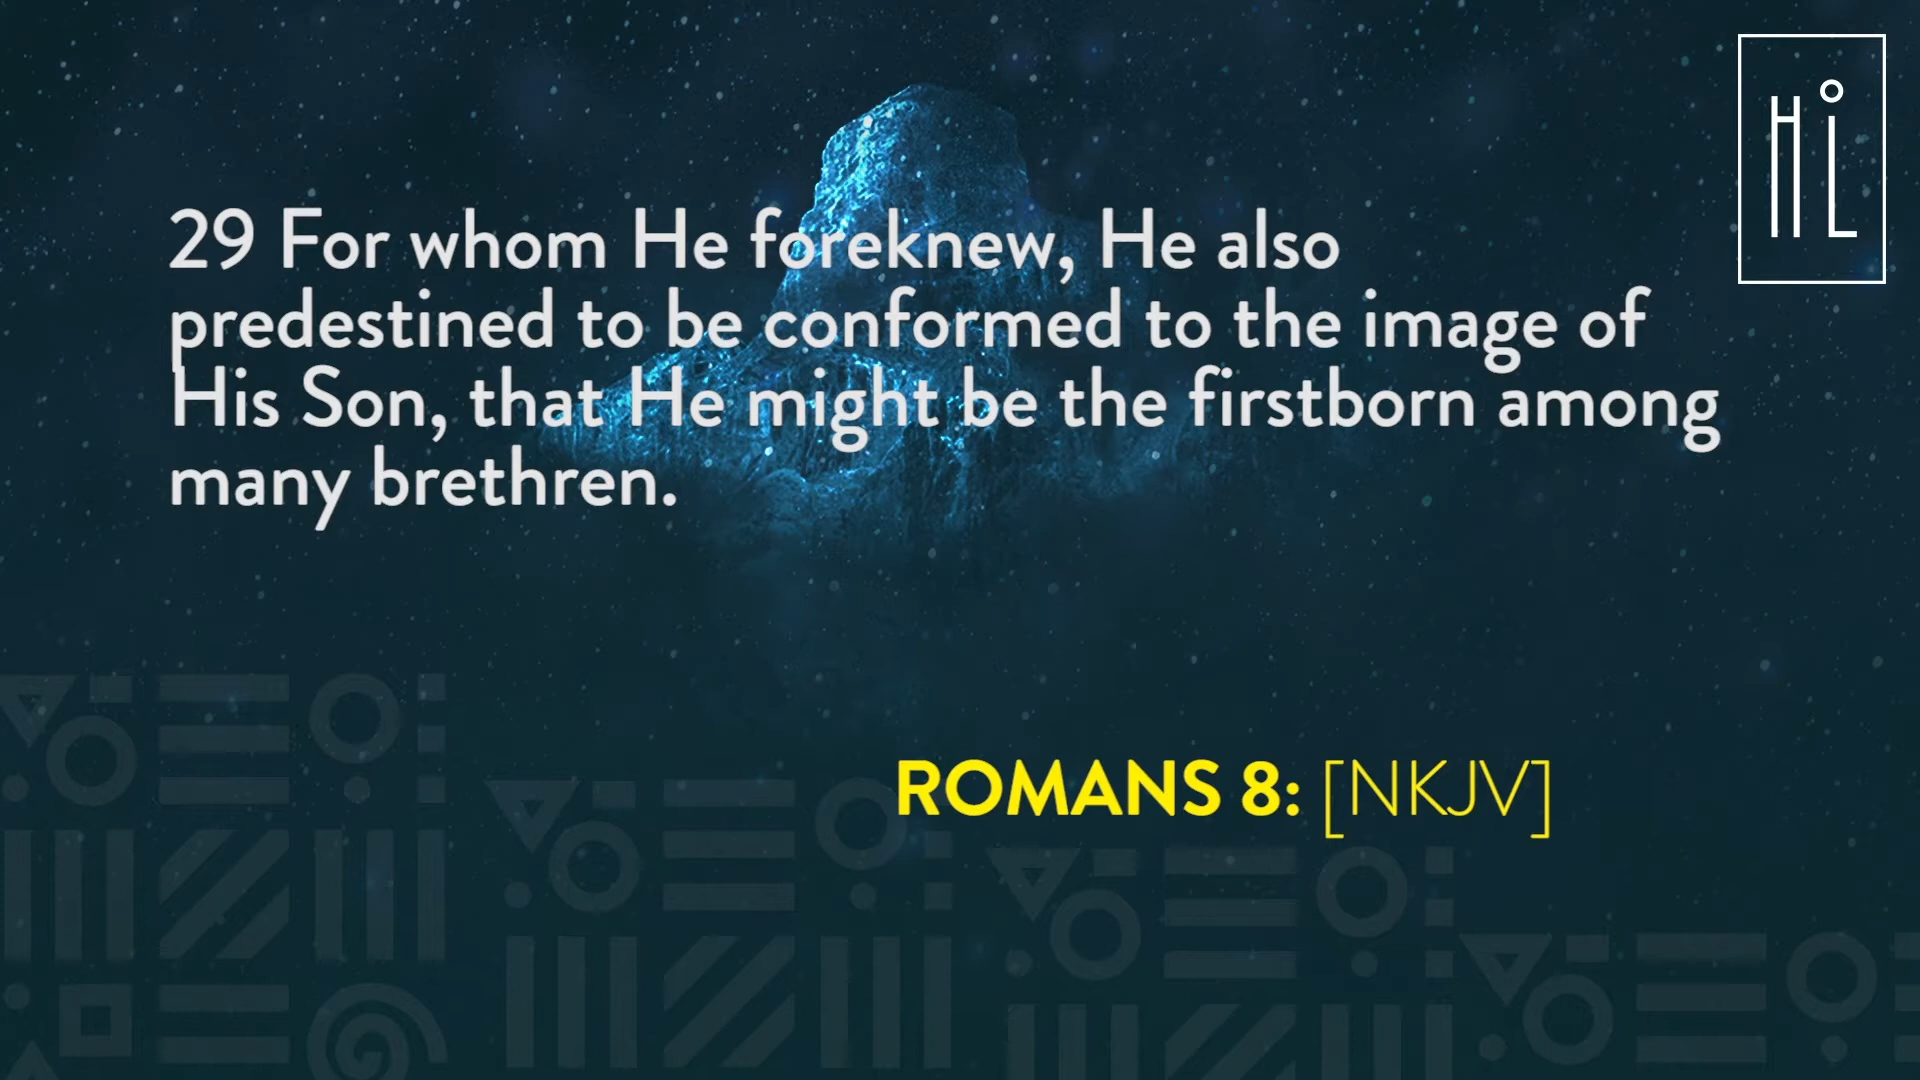 HiL
29 For whom He foreknew, He also
predestined to be conformed to the image of
His Son, that He might be the firstborn among
many brethren.
ROMANS 8: [NKJV]